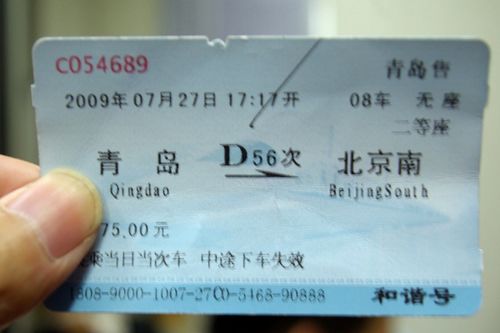 C054689 青岛售
2009年07月27日 17:17开 08车 无座
二等座
青岛 D56次 北京南
Qingdao BeijingSouth
75.00元
乘当日当次车 中途下车失效
1808-9000-1007-27C0-5468-90888 和谐号